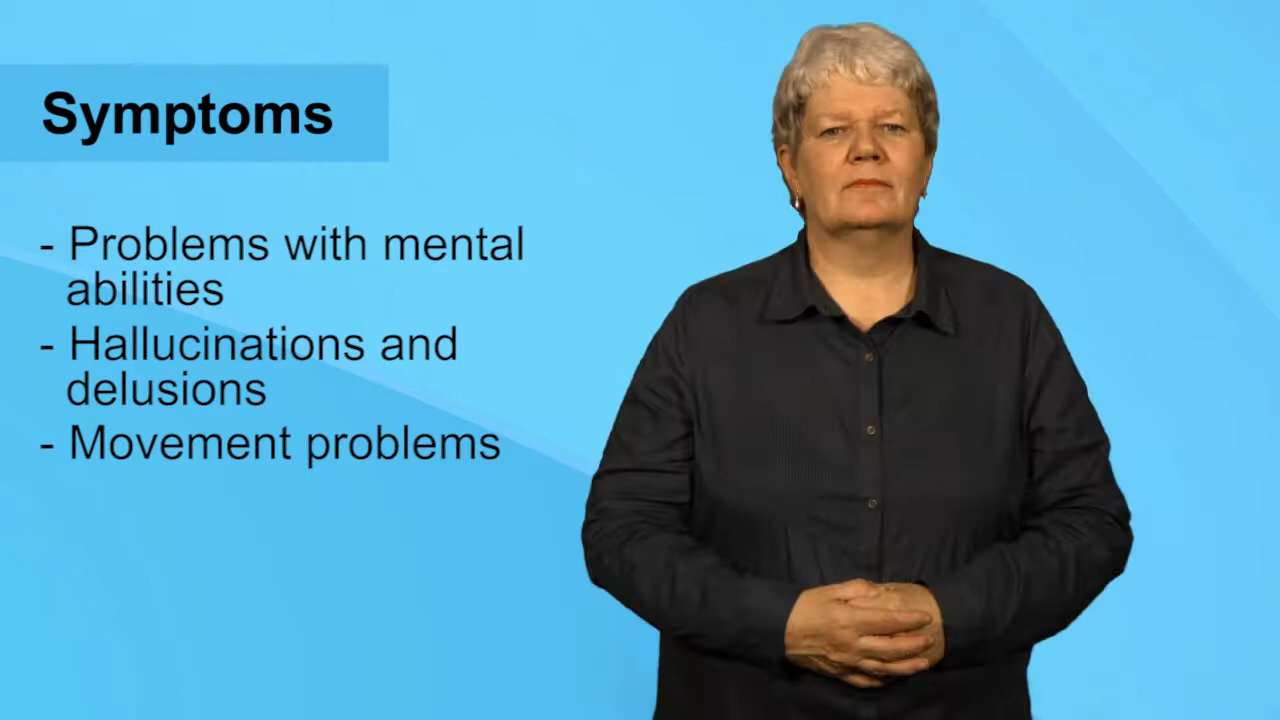 Symptoms
- Problems with mental
abilities
- Hallucinations and
delusions
- Movement problems